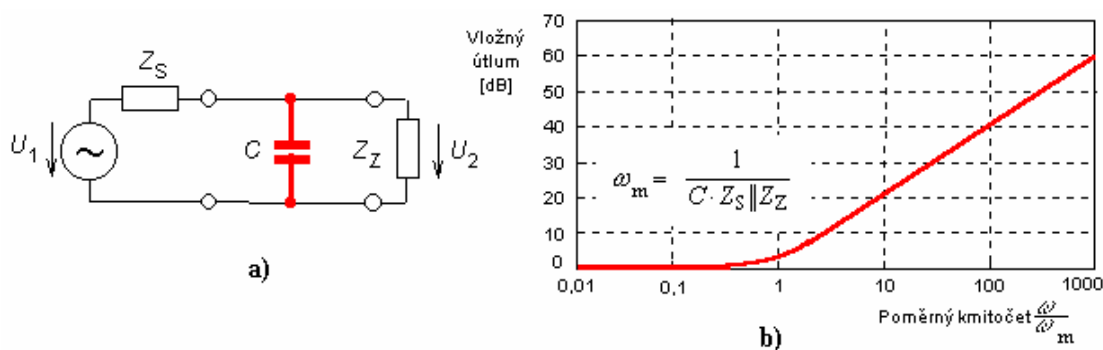 Z_S
U_1
~
C
Z_Z
U_2
a)
Vložný
útlum
[dB]
70
60
50
40
30
20
10
0
ω_m = 1 / (C · Z_S || Z_Z)
0,01 0,1 1 10 100 1000
Poměrný kmitočet ω/ω_m
b)